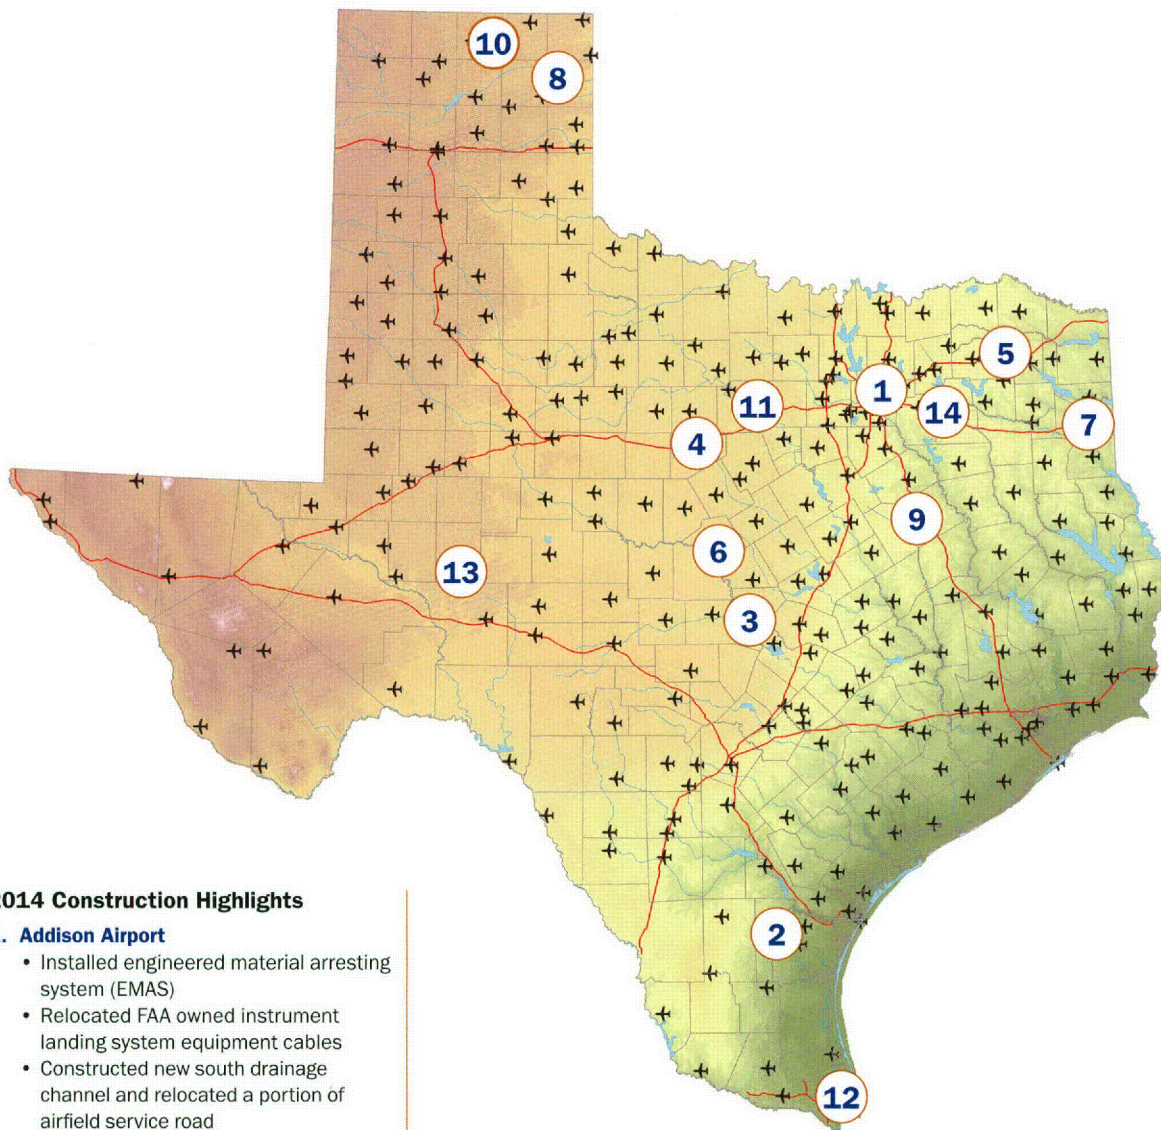 10
8
5
1
11
14
7
4
9
6
13
3
2
12
014 Construction Highlights
. Addison Airport
• Installed engineered material arresting
system (EMAS)
• Relocated FAA owned instrument
landing system equipment cables
• Constructed new south drainage
channel and relocated a portion of
airfield service road